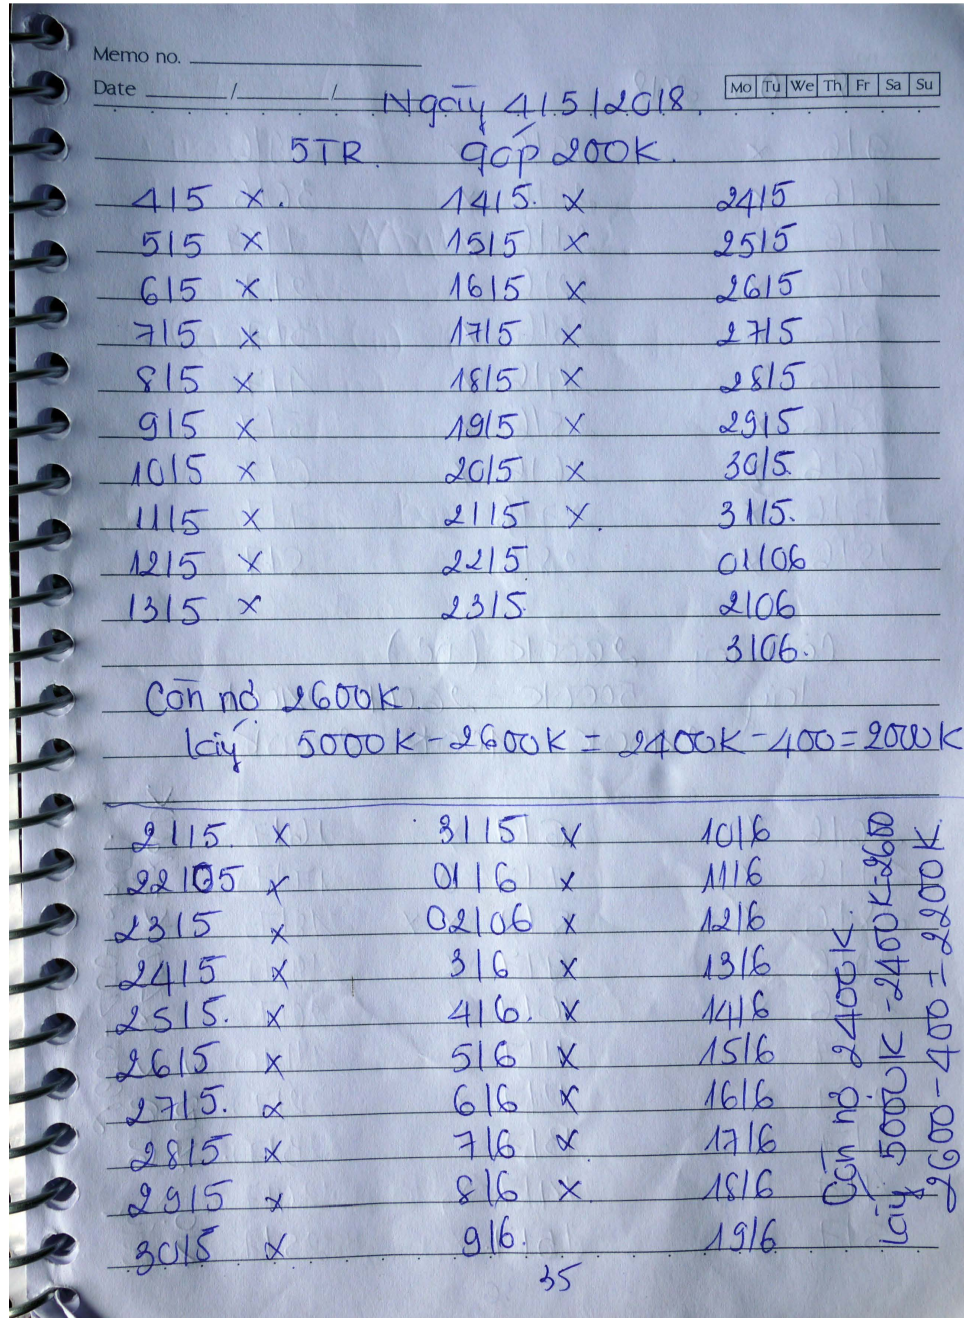 Memo no.
Date / / Mo Tu We Th Fr Sa Su
Ngày 4/5/2018.
5TR. góp 200K.
4/5 x. 14/5. x 24/5
5/5 x 15/5 x 25/5
6/5 x 16/5 x 26/5
7/5 x 17/5 x 27/5
8/5 x 18/5 x 28/5
9/5 x 19/5 x 29/5
10/5 x 20/5 x 30/5.
11/5 x 21/5 x. 31/5.
12/5 x 22/5 01/06
13/5 x 23/5 2/06
3/06.
Còn nợ 2600K
lấy 5000K - 2600K = 2400K - 400 = 2000K
21/5. x 31/5 x 10/6
22/05 x 01/6 x 11/6
23/5 x 02/06 x 12/6
24/5 x 3/6 x 13/6
25/5. x 4/6. x 14/6
26/5 x 5/6 x 15/6
27/5. x 6/6 x 16/6
28/5 x 7/6 x 17/6
29/5 x 8/6 x 18/6
30/5 x 9/6. 19/6
Còn nợ 2400K.
lấy 5000K - 2400K = 2600
2600 - 400 = 2200K
35